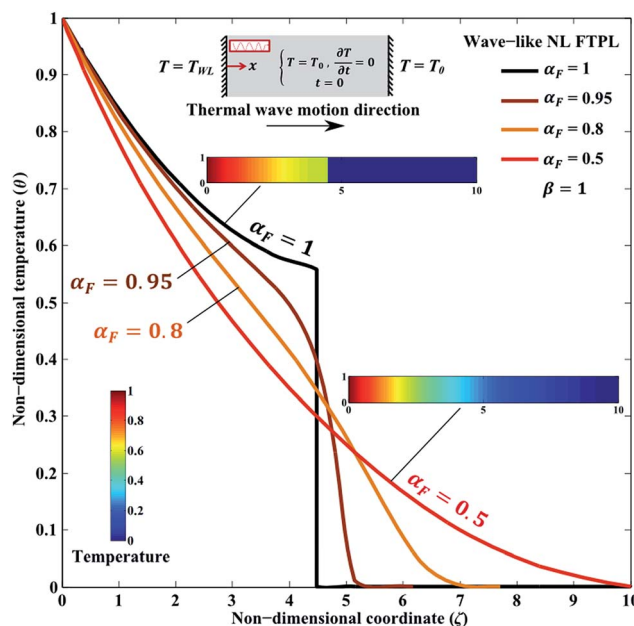 Wave-like NL FTPL
α_F = 1
α_F = 0.95
α_F = 0.8
α_F = 0.5
β = 1
T = T_WL
x
T = T_0 , ∂T/∂t = 0
t = 0
T = T_0
Thermal wave motion direction
1
0
0 5 10
α_F = 1
α_F = 0.95
α_F = 0.8
1
0
0 5 10
α_F = 0.5
1
0.8
0.6
0.4
0.2
0
Temperature
Non-dimensional temperature (θ)
1
0.9
0.8
0.7
0.6
0.5
0.4
0.3
0.2
0.1
0
0 1 2 3 4 5 6 7 8 9 10
Non-dimensional coordinate (ζ)